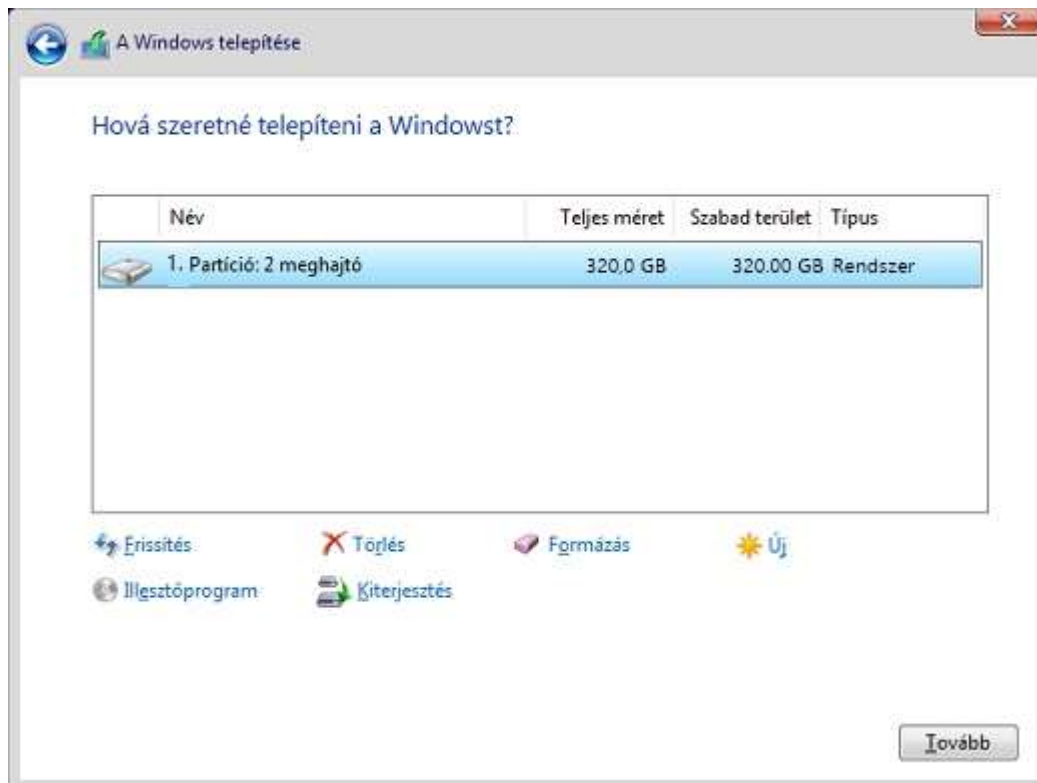 A Windows telepítése
Hová szeretné telepíteni a Windowst?
Név Teljes méret Szabad terület Típus
1. Partíció: 2 meghajtó 320,0 GB 320.00 GB Rendszer
Frissítés Törlés Formázás Új
Illesztőprogram Kiterjesztés
Tovább